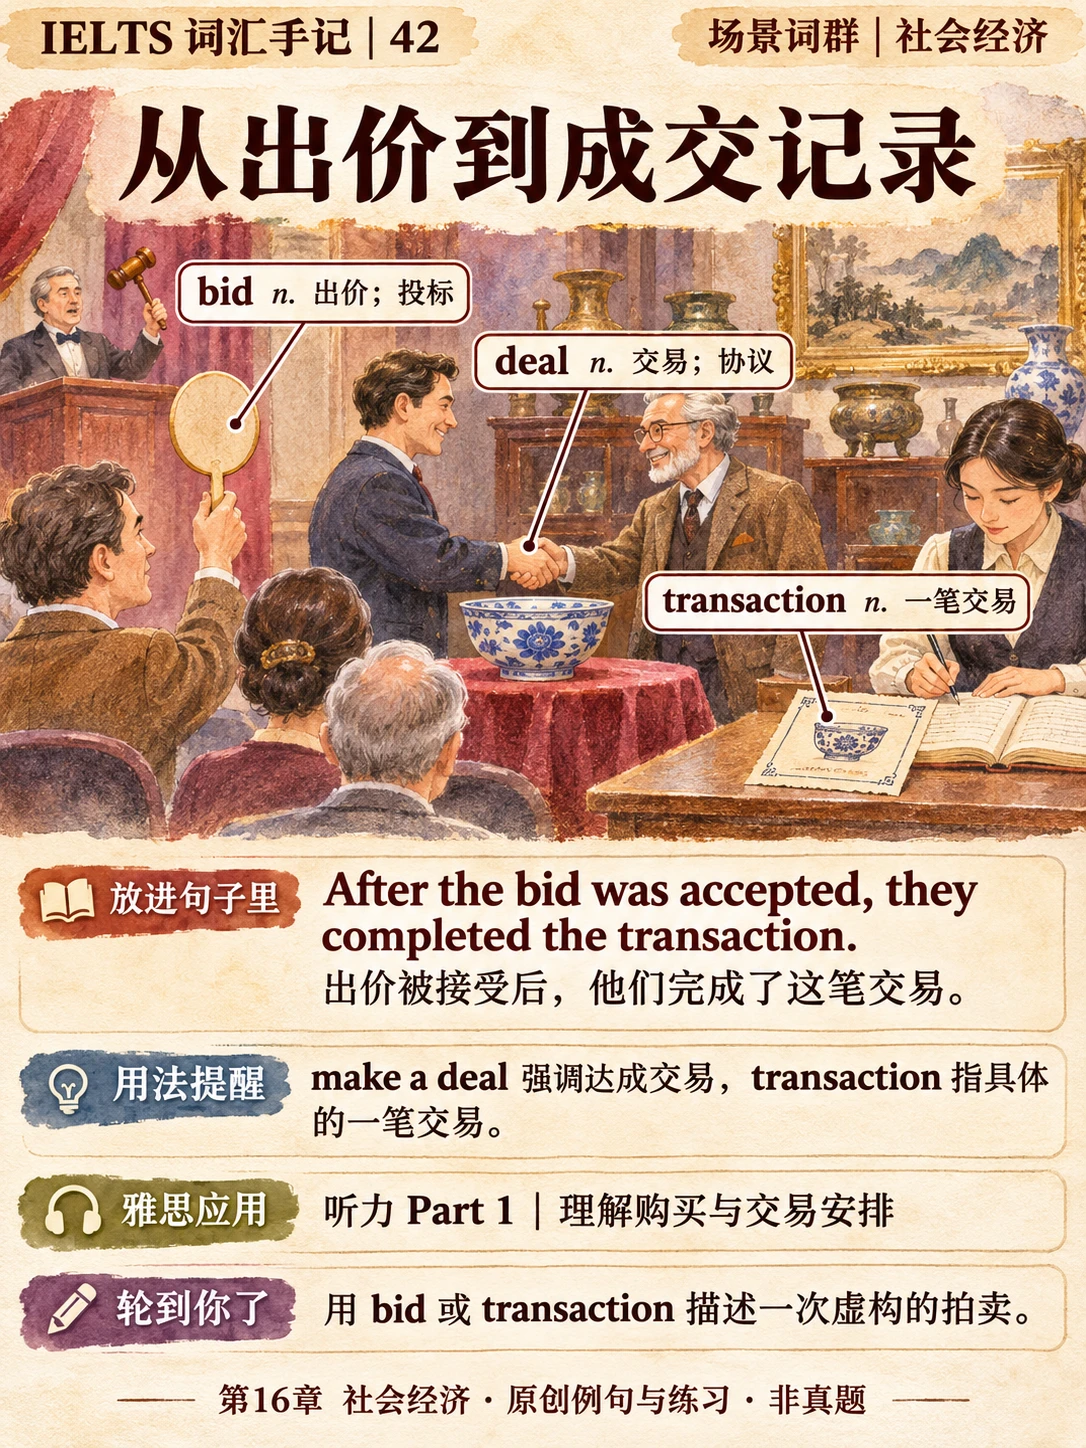 IELTS 词汇手记 | 42
场景词群 | 社会经济
从出价到成交记录
bid n. 出价；投标
deal n. 交易；协议
transaction n. 一笔交易
放进句子里
After the bid was accepted, they
completed the transaction.
出价被接受后，他们完成了这笔交易。
用法提醒
make a deal 强调达成交易，transaction 指具体
的一笔交易。
雅思应用
听力 Part 1 | 理解购买与交易安排
轮到你了
用 bid 或 transaction 描述一次虚构的拍卖。
第16章 社会经济 · 原创例句与练习 · 非真题